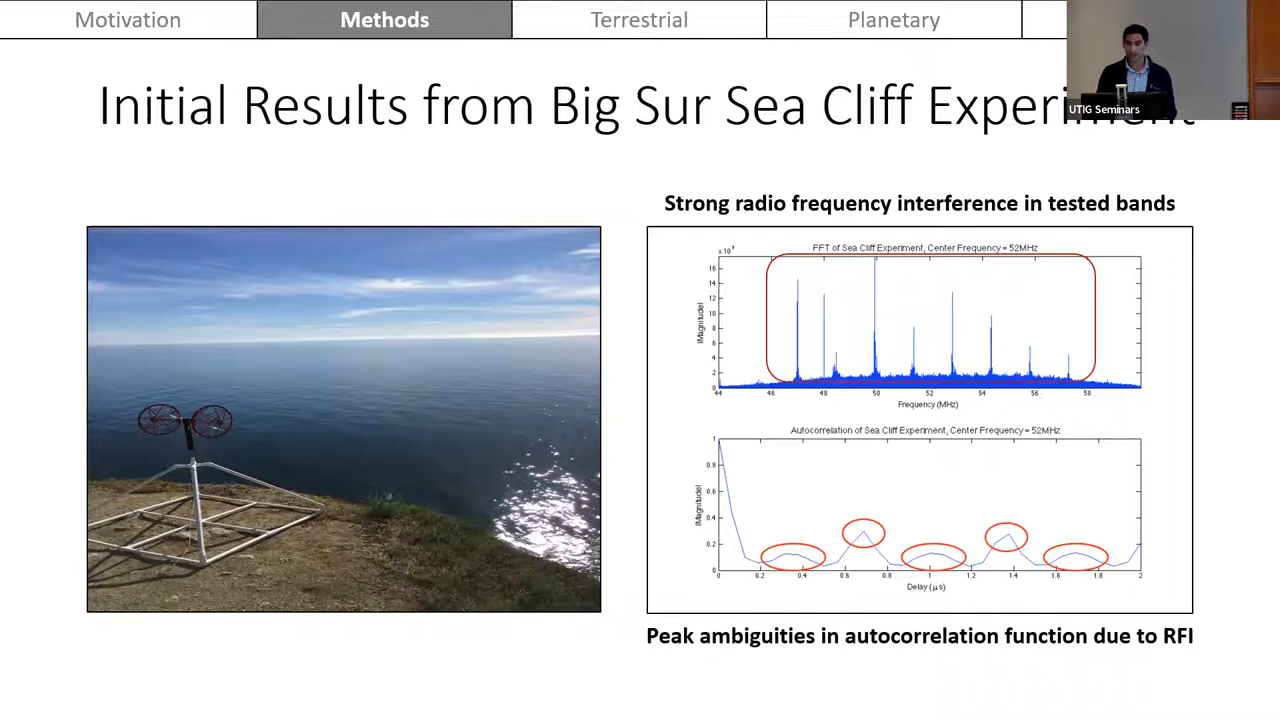 Motivation
Methods
Terrestrial
Planetary
UTIG Seminars
Initial Results from Big Sur Sea Cliff Experiment
Strong radio frequency interference in tested bands
FFT of Sea Cliff Experiment, Center Frequency = 52MHz
16
14
12
10
8
6
4
2
0
|Magnitude|
44 46 48 50 52 54 56 58
Frequency (MHz)
Autocorrelation of Sea Cliff Experiment, Center Frequency = 52MHz
1
0.8
0.6
0.4
0.2
0
|Magnitude|
0 0.2 0.4 0.6 0.8 1 1.2 1.4 1.6 1.8 2
Delay (μs)
Peak ambiguities in autocorrelation function due to RFI